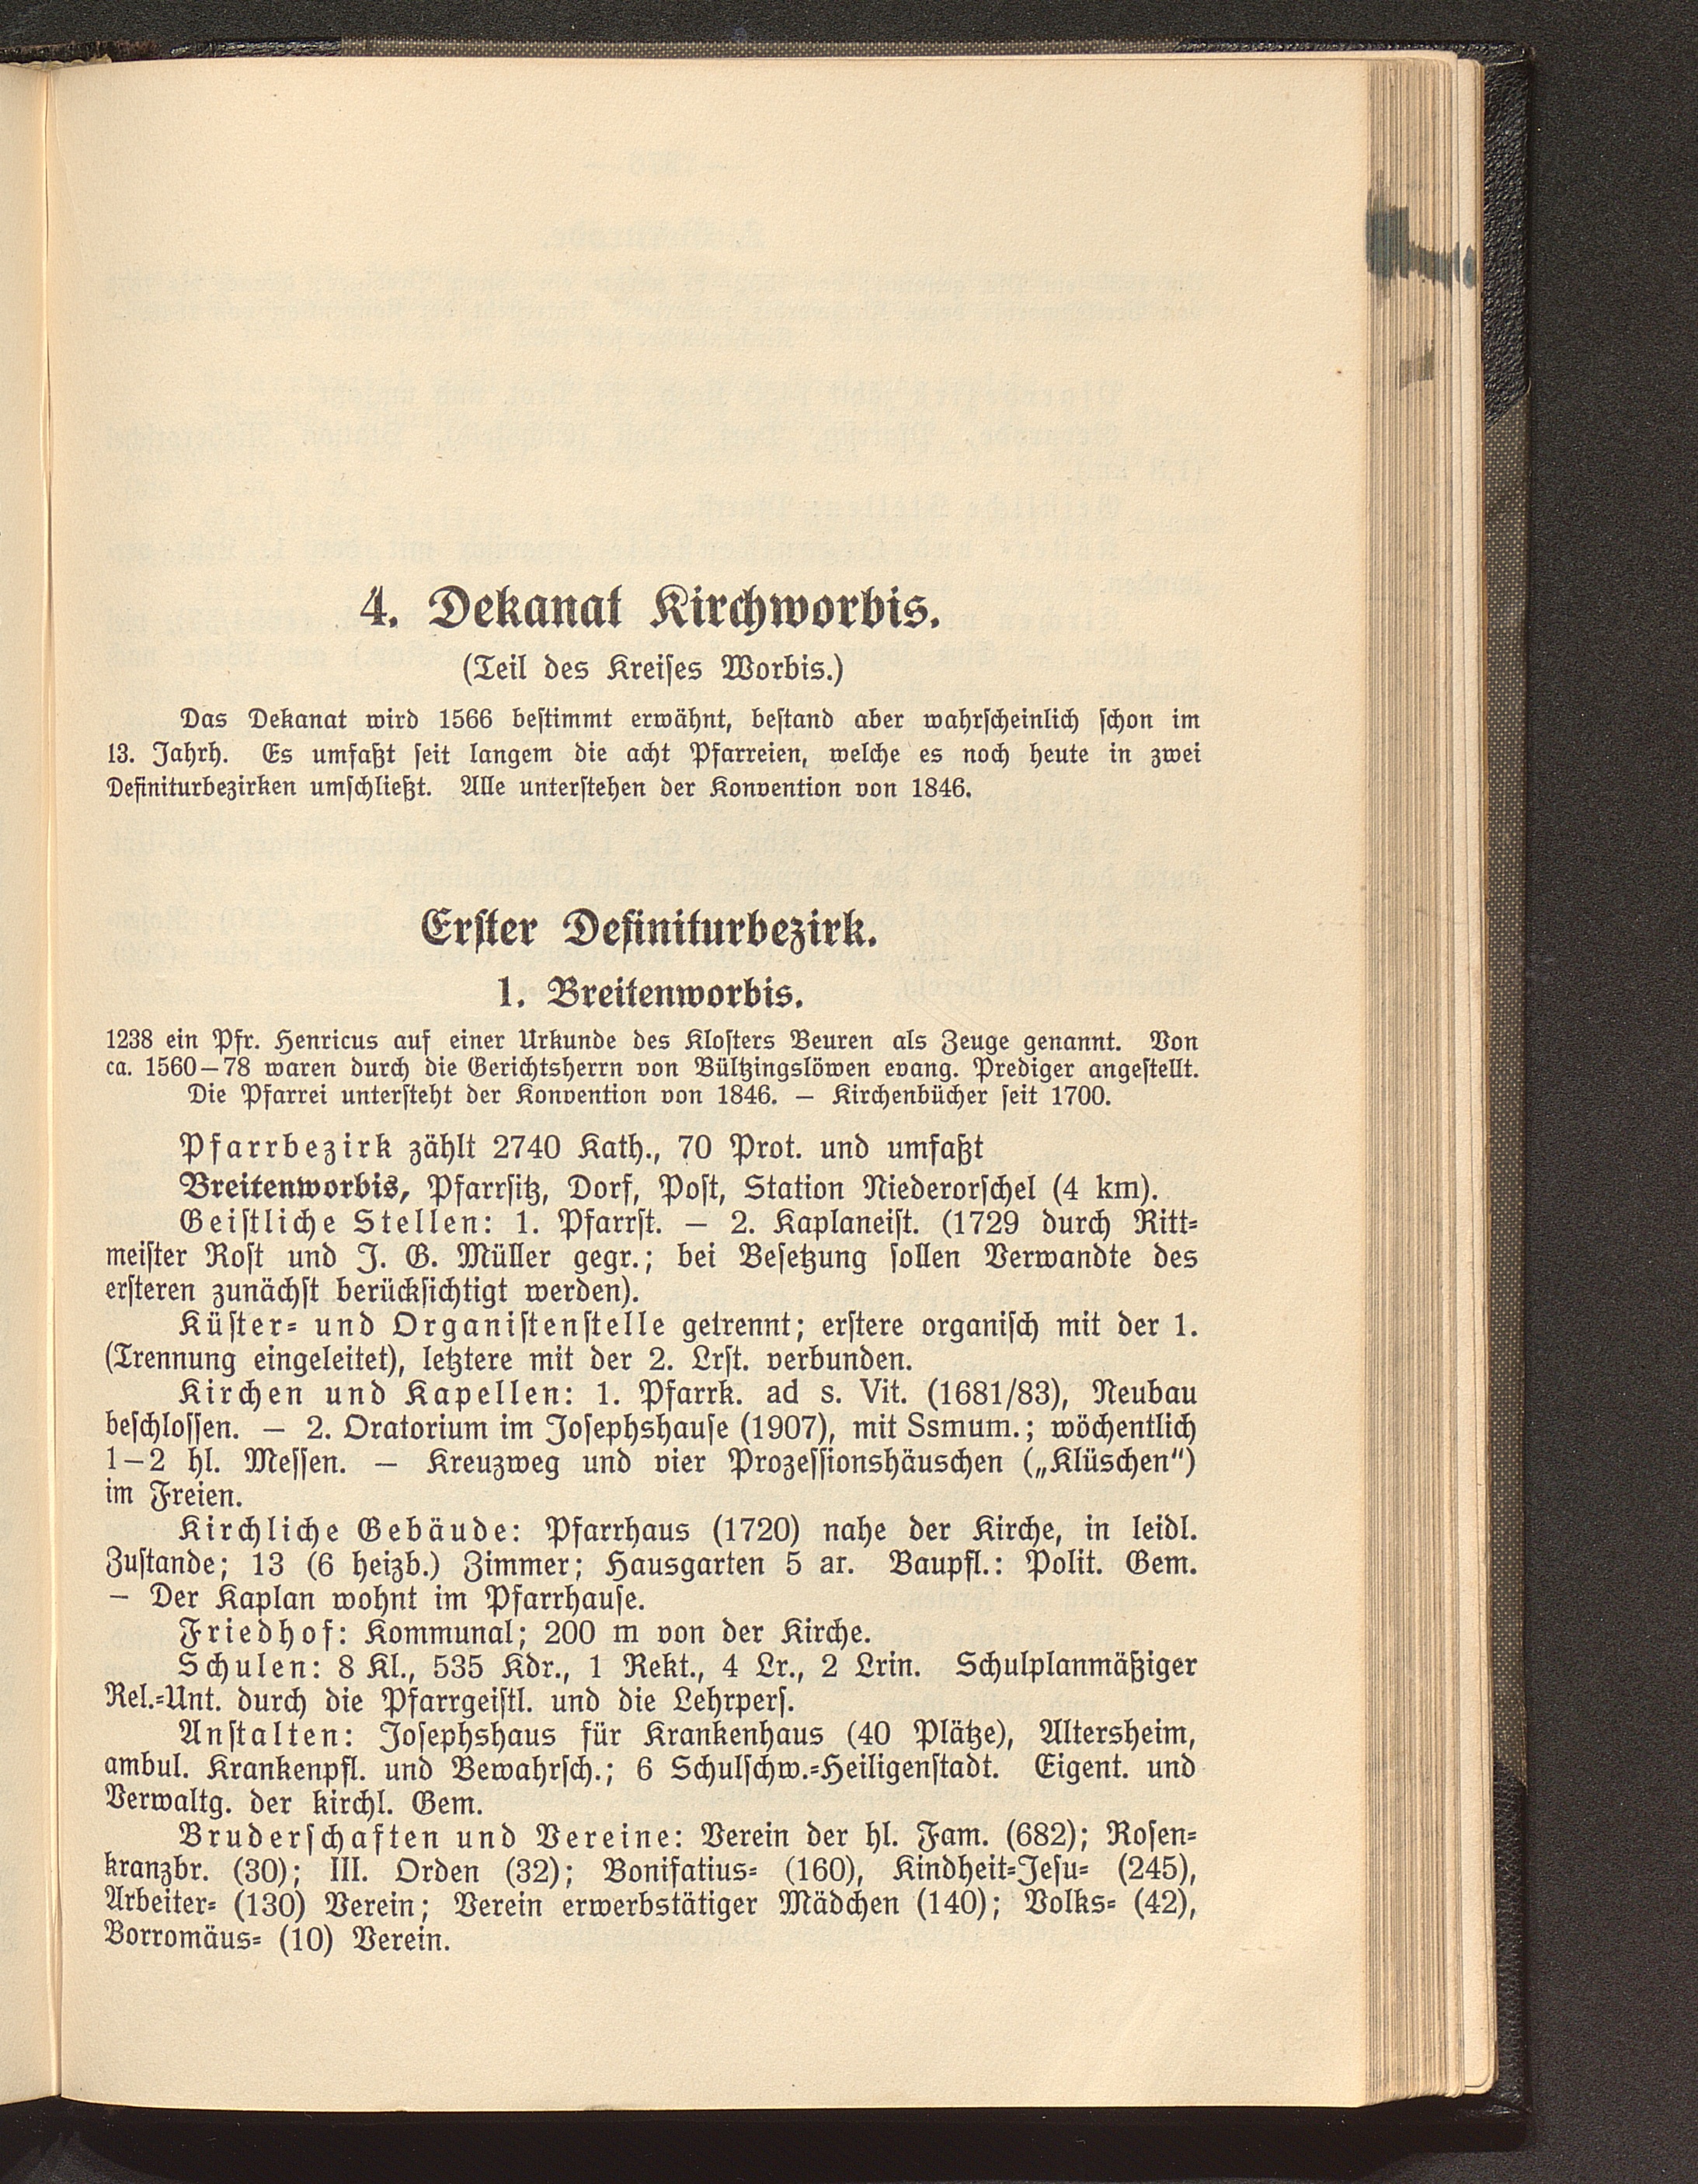 4. Dekanat Kirchworbis.
(Teil des Kreises Worbis.)
Das Dekanat wird 1566 bestimmt erwähnt, bestand aber wahrscheinlich schon im
13. Jahrh. Es umfaßt seit langem die acht Pfarreien, welche es noch heute in zwei
Definiturbezirken umschließt. Alle unterstehen der Konvention von 1846.
Erster Definiturbezirk.
1. Breitenworbis.
1238 ein Pfr. Henricus auf einer Urkunde des Klosters Beuren als Zeuge genannt. Von
ca. 1560—78 waren durch die Gerichtsherrn von Bültzingslöwen evang. Prediger angestellt.
Die Pfarrei untersteht der Konvention von 1846. — Kirchenbücher seit 1700.
Pfarrbezirk zählt 2740 Kath., 70 Prot. und umfaßt
Breitenworbis, Pfarrsitz, Dorf, Post, Station Niederorschel (4 km).
Geistliche Stellen: 1. Pfarrst. — 2. Kaplaneist. (1729 durch Ritt-
meister Rost und J. G. Müller gegr.; bei Besetzung sollen Verwandte des
ersteren zunächst berücksichtigt werden).
Küster- und Organistenstelle getrennt; erstere organisch mit der 1.
(Trennung eingeleitet), letztere mit der 2. Lrst. verbunden.
Kirchen und Kapellen: 1. Pfarrk. ad s. Vit. (1681/83), Neubau
beschlossen. — 2. Oratorium im Josephshause (1907), mit Ssmum.; wöchentlich
1—2 hl. Messen. — Kreuzweg und vier Prozessionshäuschen („Klüschen“)
im Freien.
Kirchliche Gebäude: Pfarrhaus (1720) nahe der Kirche, in leidl.
Zustande; 13 (6 heizb.) Zimmer; Hausgarten 5 ar. Baupfl.: Polit. Gem.
— Der Kaplan wohnt im Pfarrhause.
Friedhof: Kommunal; 200 m von der Kirche.
Schulen: 8 Kl., 535 Kdr., 1 Rekt., 4 Lr., 2 Lrin. Schulplanmäßiger
Rel.-Unt. durch die Pfarrgeistl. und die Lehrpers.
Anstalten: Josephshaus für Krankenhaus (40 Plätze), Altersheim,
ambul. Krankenpfl. und Bewahrsch.; 6 Schulschw.-Heiligenstadt. Eigent. und
Verwaltg. der kirchl. Gem.
Bruderschaften und Vereine: Verein der hl. Fam. (682); Rosen-
kranzbr. (30); III. Orden (32); Bonifatius- (160), Kindheit-Jesu- (245),
Arbeiter- (130) Verein; Verein erwerbstätiger Mädchen (140); Volks- (42),
Borromäus- (10) Verein.